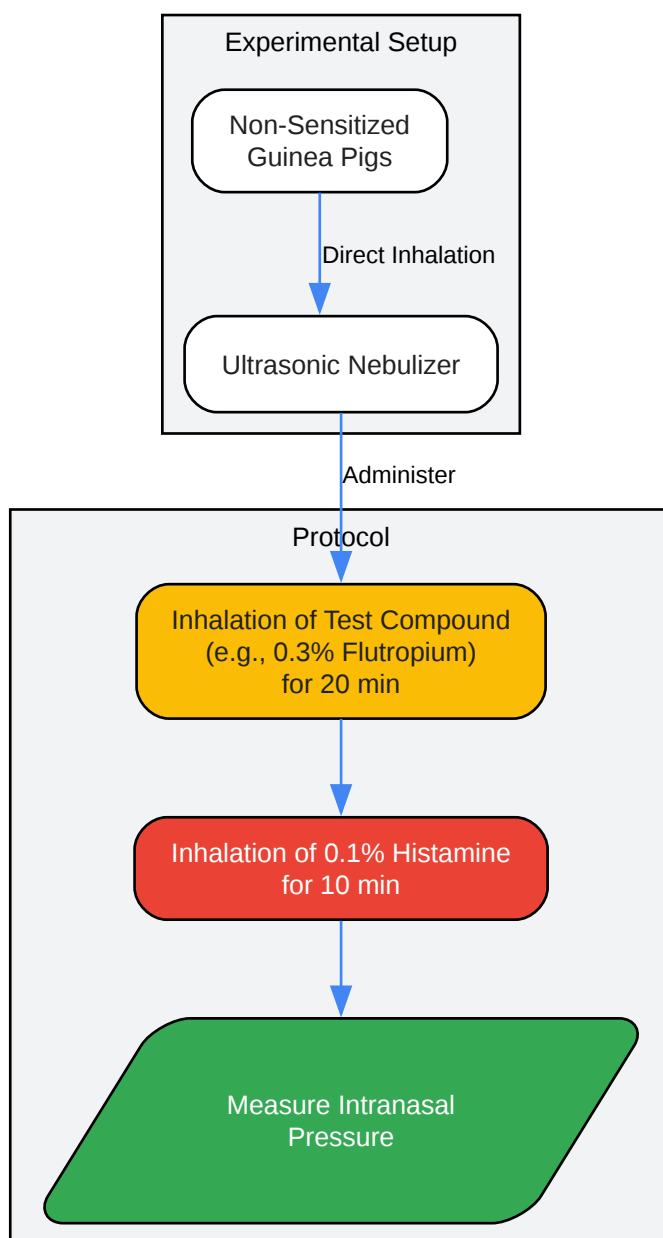 Experimental Setup
Non-Sensitized
Guinea Pigs
Direct Inhalation
Ultrasonic Nebulizer
Administer
Protocol
Inhalation of Test Compound
(e.g., 0.3% Flutropium)
for 20 min
Inhalation of 0.1% Histamine
for 10 min
Measure Intranasal
Pressure